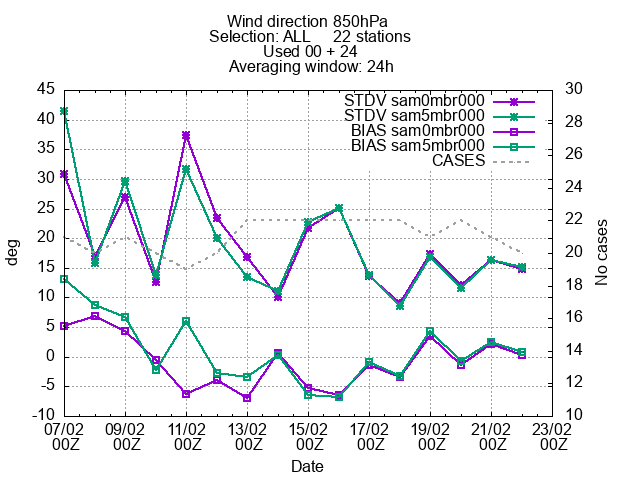 Wind direction 850hPa
Selection: ALL 22 stations
Used 00 + 24
Averaging window: 24h
STDV sam0mbr000
STDV sam5mbr000
BIAS sam0mbr000
BIAS sam5mbr000
CASES
45
40
35
30
25
20
15
10
5
0
-5
-10
deg
30
28
26
24
22
20
18
16
14
12
10
No cases
07/02 09/02 11/02 13/02 15/02 17/02 19/02 21/02 23/02
00Z 00Z 00Z 00Z 00Z 00Z 00Z 00Z 00Z
Date